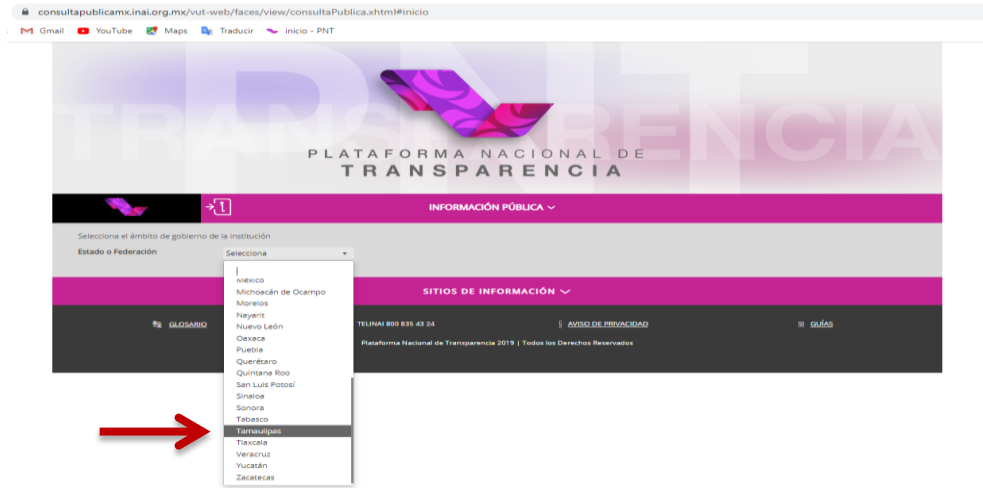 consultapublicamx.inai.org.mx/vut-web/faces/view/consultaPublica.xhtml#inicio
Gmail YouTube Maps Traducir inicio - PNT
PNT
TRANSPARENCIA
PLATAFORMA NACIONAL DE
TRANSPARENCIA
INFORMACIÓN PÚBLICA
Selecciona el ámbito de gobierno de la institución
Estado o Federación Selecciona
México
Michoacán de Ocampo
Morelos
Nayarit
Nuevo León
Oaxaca
Puebla
Querétaro
Quintana Roo
San Luis Potosí
Sinaloa
Sonora
Tabasco
Tamaulipas
Tlaxcala
Veracruz
Yucatán
Zacatecas
SITIOS DE INFORMACIÓN
GLOSARIO TELINAI 800 835 43 24 AVISO DE PRIVACIDAD GUÍAS
Plataforma Nacional de Transparencia 2019 | Todos los Derechos Reservados